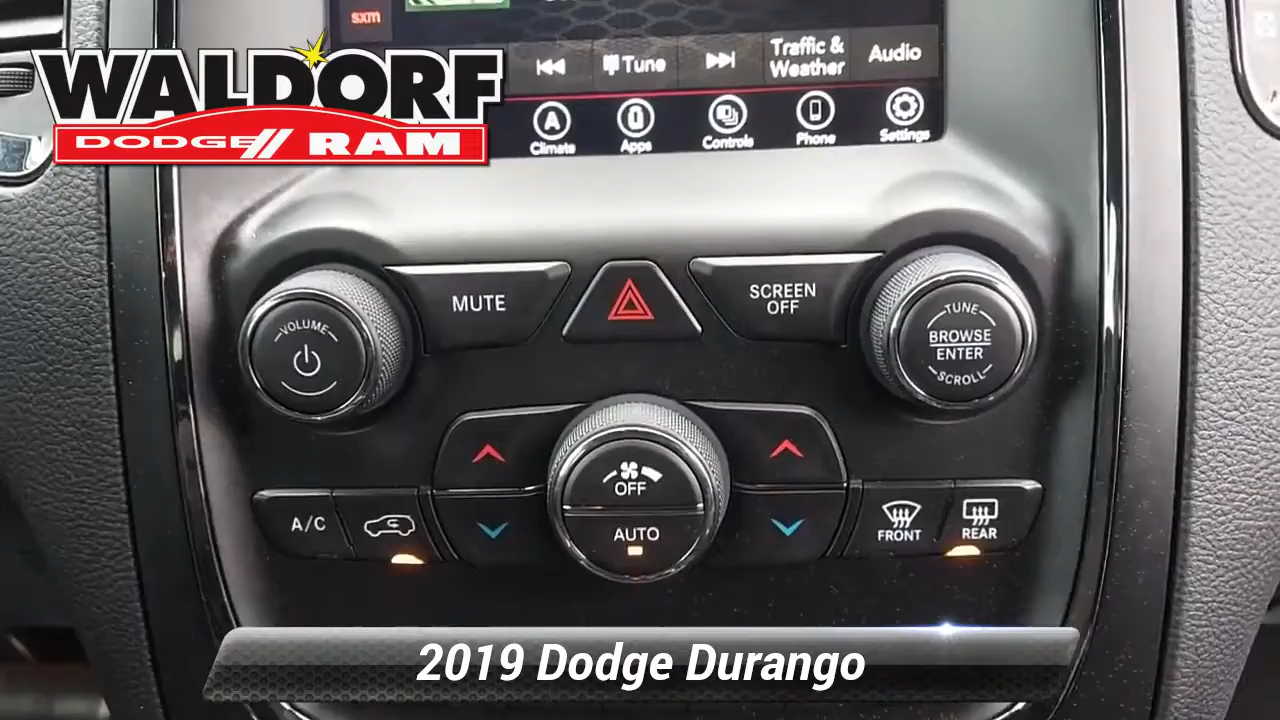 sxm
WALDORF
DODGE RAM
Tune
Traffic &
Weather
Audio
A
Climate
Apps
Controls
Phone
Settings
VOLUME
MUTE
SCREEN
OFF
TUNE
BROWSE
ENTER
SCROLL
OFF
AUTO
A/C
FRONT
REAR
2019 Dodge Durango